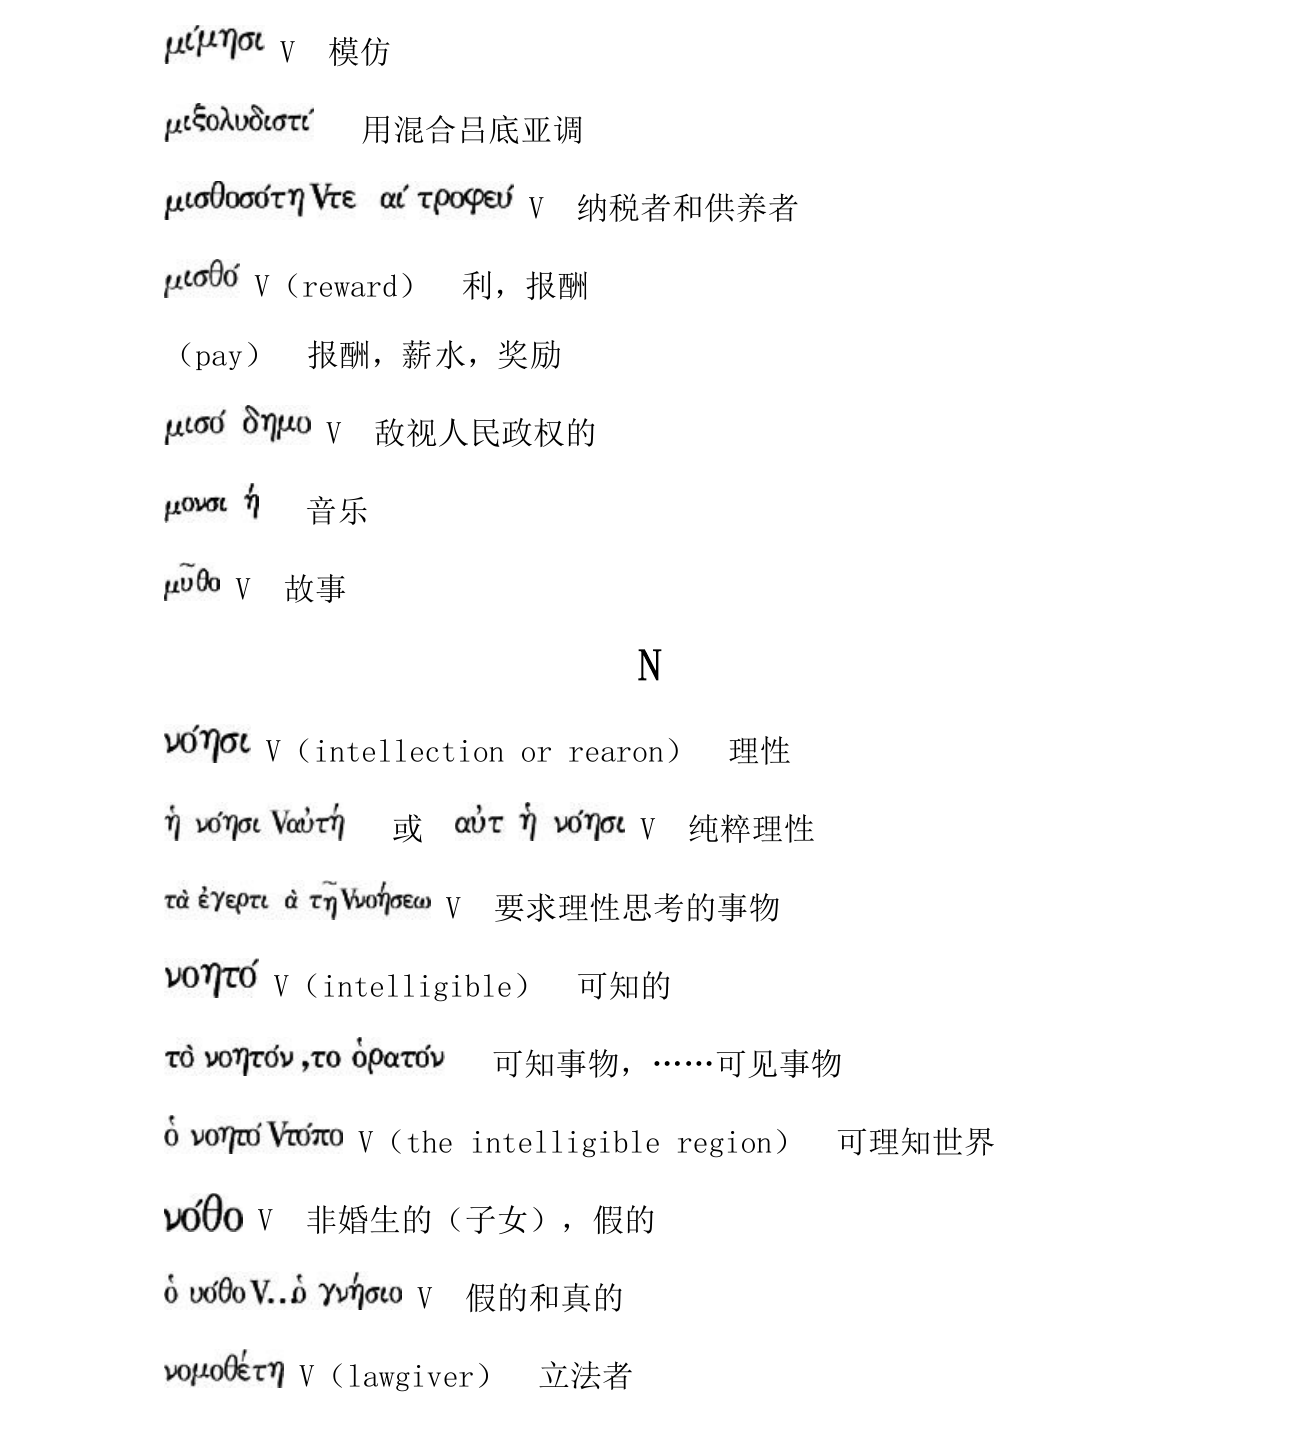 μίμησι V 模仿
μιξολυδιστί 用混合吕底亚调
μισθοσότη Vτε αί τροφεύ V 纳税者和供养者
μισθό V（reward） 利，报酬
（pay） 报酬，薪水，奖励
μισό δημο V 敌视人民政权的
μονσι ή 音乐
μῦθο V 故事
N
νόησι V（intellection or rearon） 理性
ἡ νόησι Vαὐτή 或 αὐτ ἡ νόησι V 纯粹理性
τὰ ἐγερτι ὰ τῆ Vνοήσεω V 要求理性思考的事物
νοητό V（intelligible） 可知的
τὸ νοητόν ,το ὁρατόν 可知事物，……可见事物
ὁ νοητό Vτόπο V（the intelligible region） 可理知世界
νόθο V 非婚生的（子女），假的
ὁ υόθο V..ὁ γνήσιο V 假的和真的
νομοθέτη V（lawgiver） 立法者